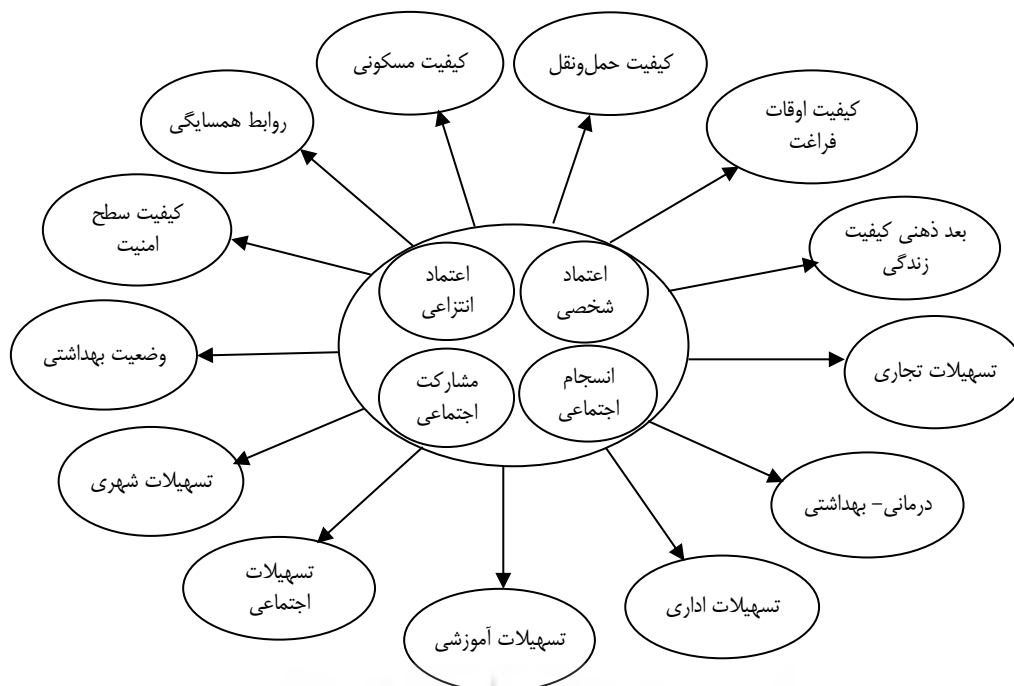 کیفیت حمل‌ونقل
کیفیت مسکونی
کیفیت اوقات
فراغت
روابط همسایگی
کیفیت سطح
امنیت
بعد ذهنی کیفیت
زندگی
اعتماد
شخصی
اعتماد
انتزاعی
وضعیت بهداشتی
تسهیلات تجاری
انسجام
اجتماعی
مشارکت
اجتماعی
تسهیلات شهری
درمانی– بهداشتی
تسهیلات
اجتماعی
تسهیلات اداری
تسهیلات آموزشی